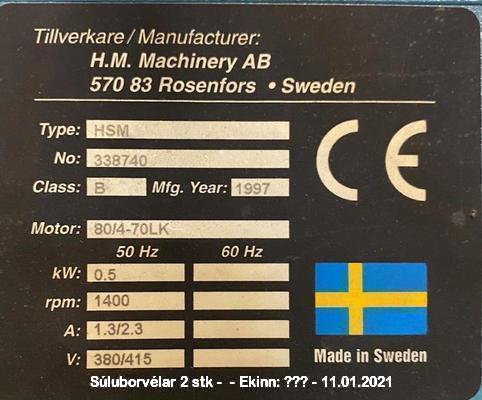 Tillverkare / Manufacturer:
H.M. Machinery AB
570 83 Rosenfors • Sweden
Type: HSM
No: 338740
Class: B Mfg. Year: 1997
Motor: 80/4-70LK
50 Hz 60 Hz
kW: 0.5
rpm: 1400
A: 1.3/2.3
V: 380/415
CE
Made in Sweden
Súluborvélar 2 stk - - Ekinn: ??? - 11.01.2021